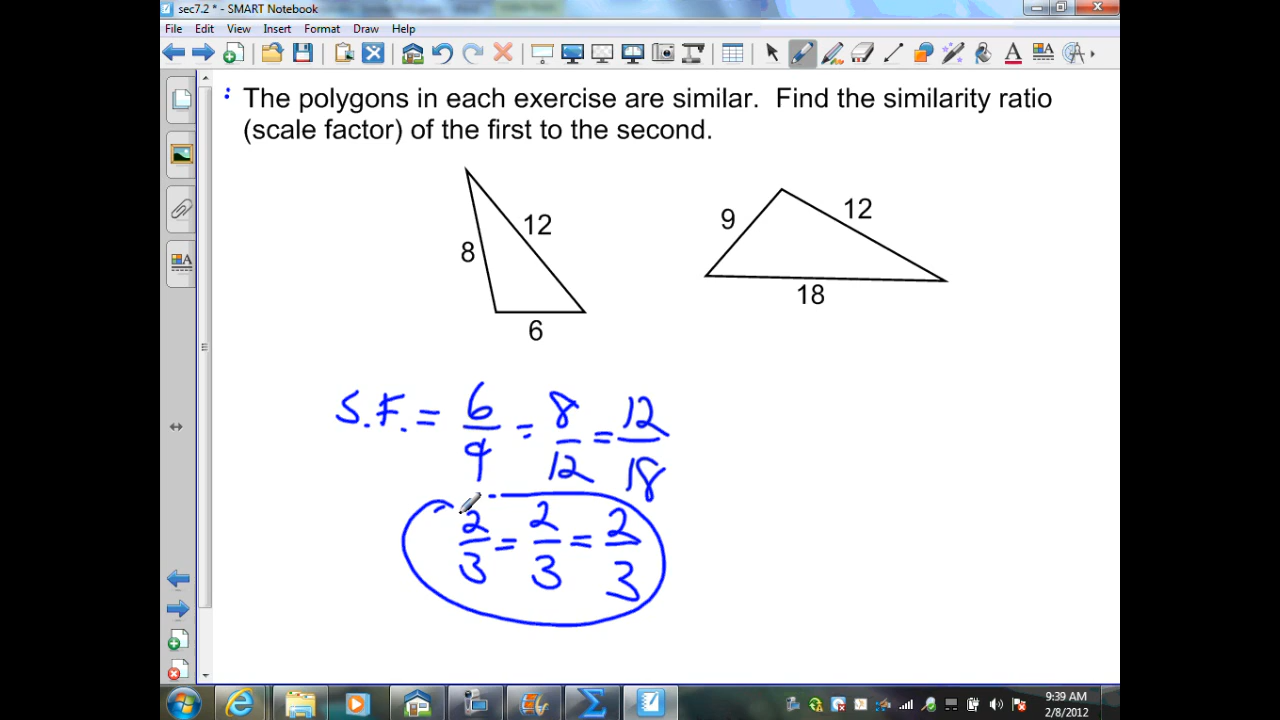 sec7.2 * - SMART Notebook
File Edit View Insert Format Draw Help
: The polygons in each exercise are similar. Find the similarity ratio
(scale factor) of the first to the second.
12
8
6
9
12
18
S.F. = 6/9 = 8/12 = 12/18
2/3 = 2/3 = 2/3
9:39 AM
2/8/2012